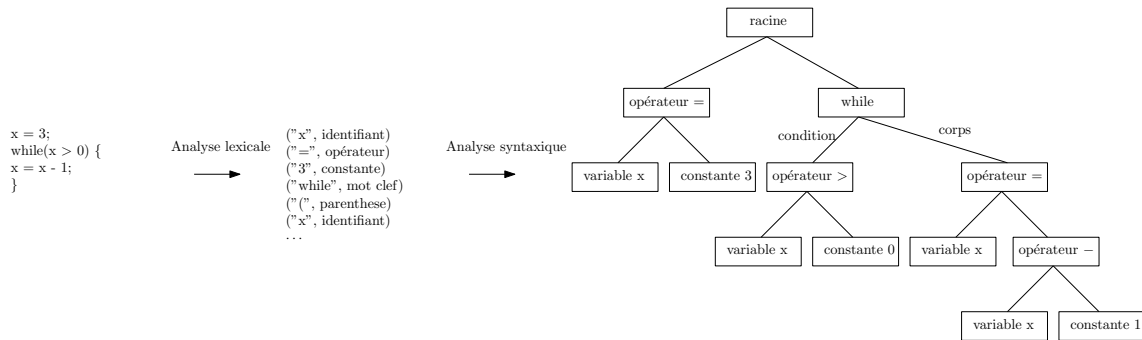 x = 3;
while(x > 0) {
x = x - 1;
}
Analyse lexicale
("x", identifiant)
("=", opérateur)
("3", constante)
("while", mot clef)
("(", parenthese)
("x", identifiant)
...
Analyse syntaxique
racine
opérateur =
while
condition
corps
variable x
constante 3
opérateur >
opérateur =
variable x
constante 0
variable x
opérateur −
variable x
constante 1